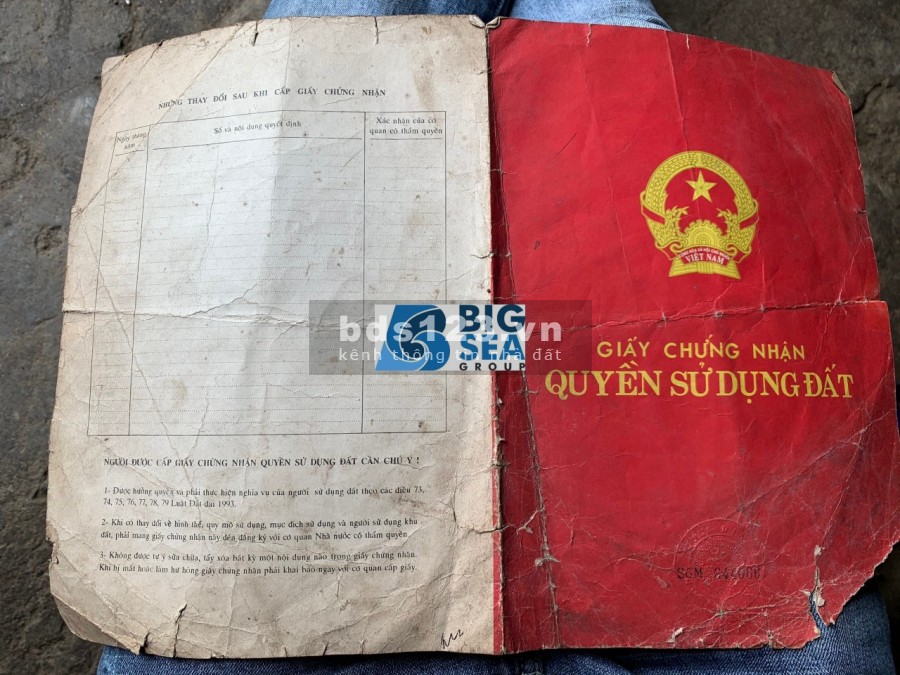 NHỮNG THAY ĐỔI SAU KHI CẤP GIẤY CHỨNG NHẬN
Ngày tháng năm
Số và nội dung quyết định
Xác nhận của cơ quan có thẩm quyền
NGƯỜI ĐƯỢC CẤP GIẤY CHỨNG NHẬN QUYỀN SỬ DỤNG ĐẤT CẦN CHÚ Ý !
1- Được hưởng quyền và phải thực hiện nghĩa vụ của người sử dụng đất theo các điều 73,
74, 75, 76, 77, 78, 79 Luật Đất đai 1993.
2- Khi có thay đổi về hình thể, quy mô sử dụng, mục đích sử dụng và người sử dụng khu
đất, phải mang giấy chứng nhận này đến đăng ký với cơ quan Nhà nước có thẩm quyền.
3- Không được tự ý sửa chữa, tẩy xóa bất kỳ một nội dung nào trong giấy chứng nhận.
Khi bị mất hoặc làm hư hỏng giấy chứng nhận phải khai báo ngay với cơ quan cấp giấy.
VIỆT NAM
GIẤY CHỨNG NHẬN
QUYỀN SỬ DỤNG ĐẤT
bds123.vn
kênh thông tin nhà đất
BIG
SEA
GROUP